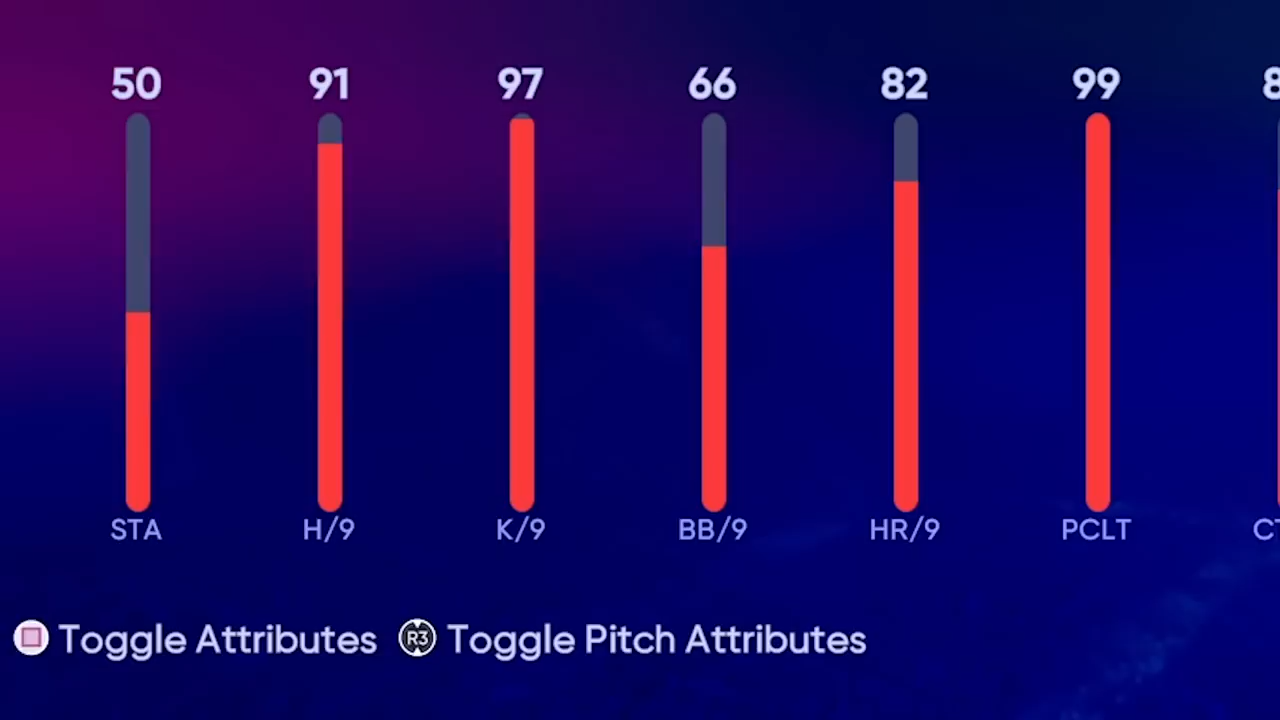 50 91 97 66 82 99
STA H/9 K/9 BB/9 HR/9 PCLT
Toggle Attributes R3 Toggle Pitch Attributes